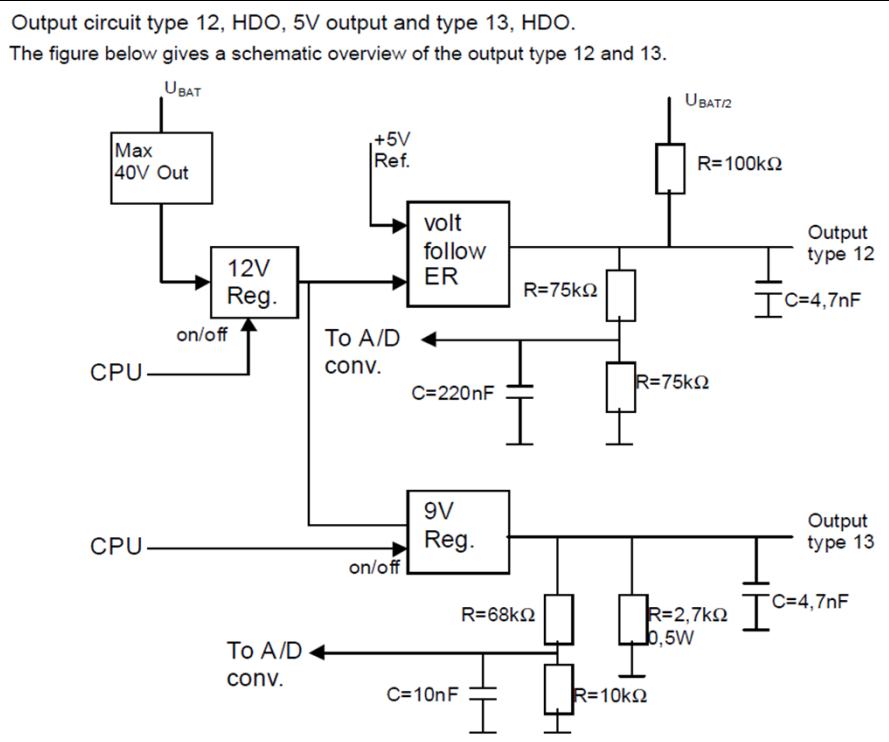 Output circuit type 12, HDO, 5V output and type 13, HDO.
The figure below gives a schematic overview of the output type 12 and 13.
UBAT
UBAT/2
Max
40V Out
+5V
Ref.
R=100kΩ
volt
follow
ER
Output
type 12
12V
Reg.
R=75kΩ
C=4,7nF
on/off
To A/D
conv.
CPU
C=220nF
R=75kΩ
9V
Reg.
Output
type 13
CPU
on/off
R=68kΩ
R=2,7kΩ
0,5W
C=4,7nF
To A/D
conv.
C=10nF
R=10kΩ